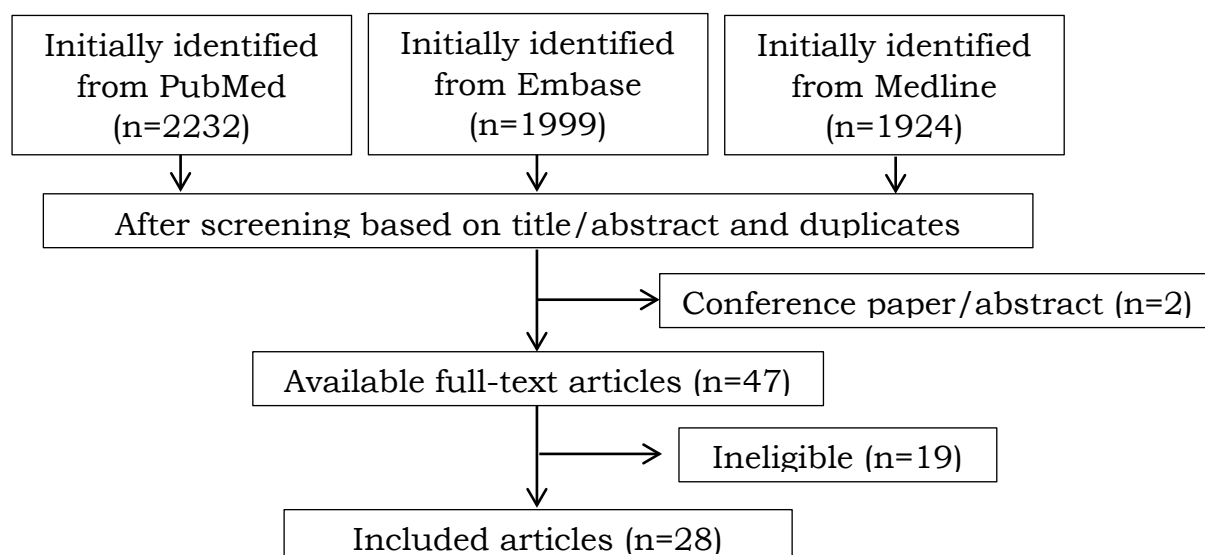 Initially identified
from PubMed
(n=2232)
Initially identified
from Embase
(n=1999)
Initially identified
from Medline
(n=1924)
After screening based on title/abstract and duplicates
Conference paper/abstract (n=2)
Available full-text articles (n=47)
Ineligible (n=19)
Included articles (n=28)